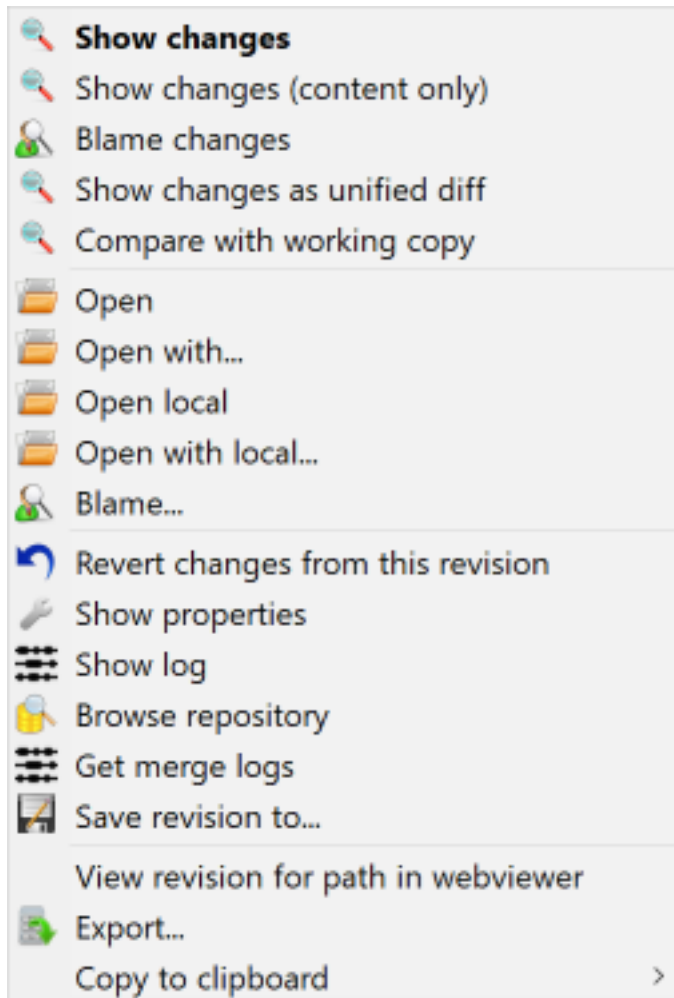 Show changes
Show changes (content only)
Blame changes
Show changes as unified diff
Compare with working copy
Open
Open with...
Open local
Open with local...
Blame...
Revert changes from this revision
Show properties
Show log
Browse repository
Get merge logs
Save revision to...
View revision for path in webviewer
Export...
Copy to clipboard